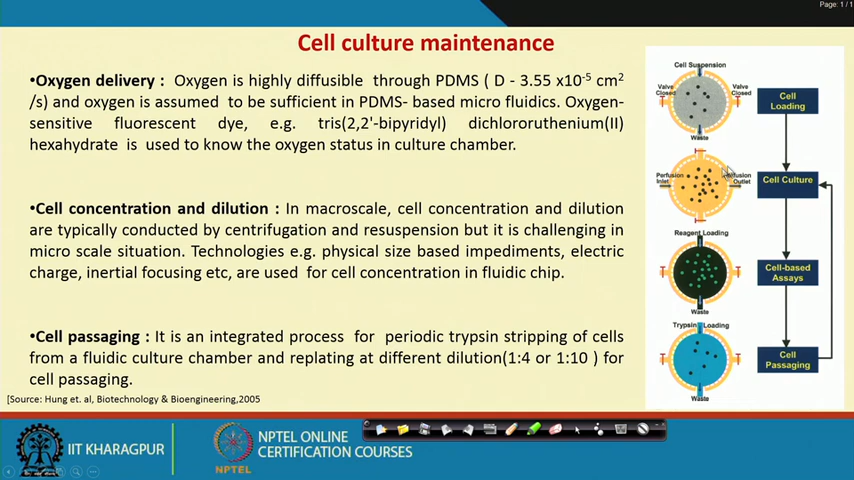 Page: 1 / 1
Cell culture maintenance
•Oxygen delivery : Oxygen is highly diffusible through PDMS ( D - 3.55 x10-5 cm2
/s) and oxygen is assumed to be sufficient in PDMS- based micro fluidics. Oxygen-
sensitive fluorescent dye, e.g. tris(2,2'-bipyridyl) dichlororuthenium(II)
hexahydrate is used to know the oxygen status in culture chamber.
•Cell concentration and dilution : In macroscale, cell concentration and dilution
are typically conducted by centrifugation and resuspension but it is challenging in
micro scale situation. Technologies e.g. physical size based impediments, electric
charge, inertial focusing etc, are used for cell concentration in fluidic chip.
•Cell passaging : It is an integrated process for periodic trypsin stripping of cells
from a fluidic culture chamber and replating at different dilution(1:4 or 1:10 ) for
cell passaging.
[Source: Hung et. al, Biotechnology & Bioengineering,2005
Cell Suspension
Valve
Closed
Valve
Closed
Waste
Cell
Loading
Perfusion
Inlet
Outlet
Cell Culture
Reagent Loading
Waste
Cell-based
Assays
Trypsin Loading
Waste
Cell
Passaging
IIT KHARAGPUR
NPTEL
NPTEL ONLINE
CERTIFICATION COURSES